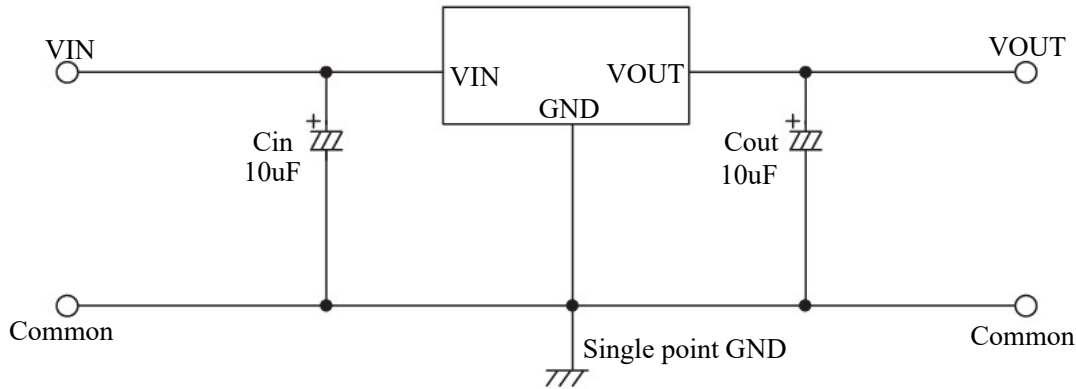 VIN
VOUT
VIN
VOUT
GND
+
Cin
10uF
+
Cout
10uF
Common
Single point GND
Common